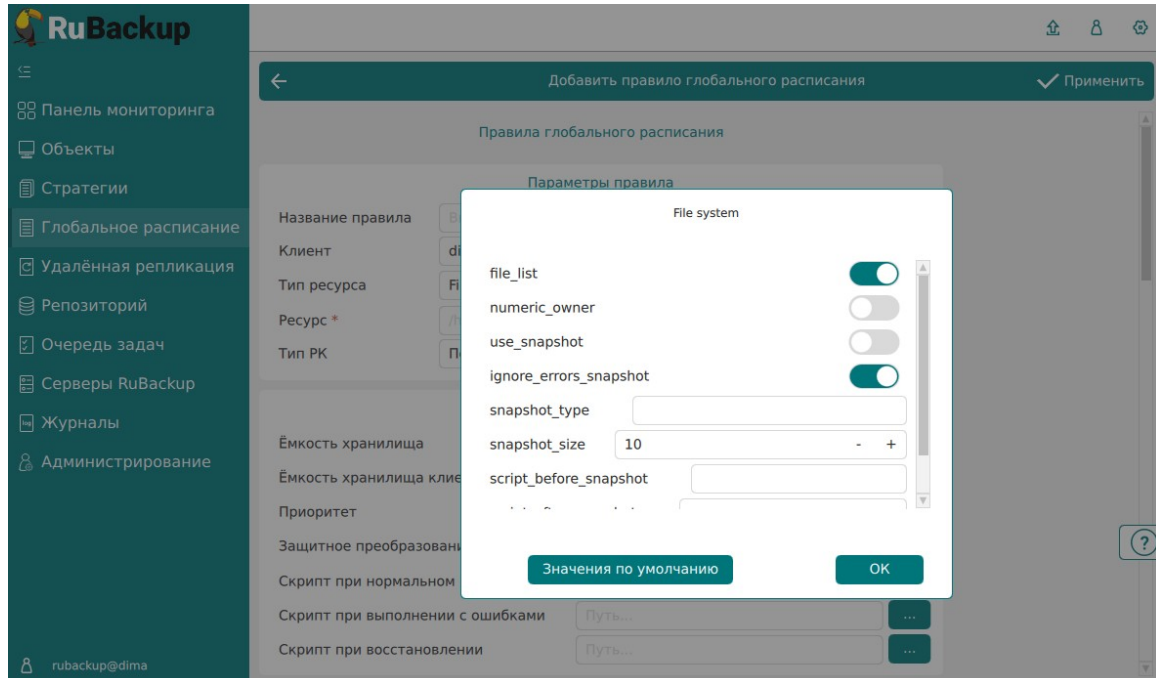 RuBackup
Добавить правило глобального расписания
Применить
Панель мониторинга
Объекты
Стратегии
Глобальное расписание
Удалённая репликация
Репозиторий
Очередь задач
Серверы RuBackup
Журналы
Администрирование
rubackup@dima
Правила глобального расписания
Параметры правила
Название правила
Клиент
Тип ресурса
Ресурс *
Тип РК
Ёмкость хранилища
Ёмкость хранилища
Приоритет
Защитное
Скрипт при нормальном
Скрипт при выполнении с ошибками Путь... ...
Скрипт при восстановлении Путь... ...
File system
file_list
numeric_owner
use_snapshot
ignore_errors_snapshot
snapshot_type
snapshot_size 10 - +
script_before_snapshot
Значения по умолчанию
OK
?